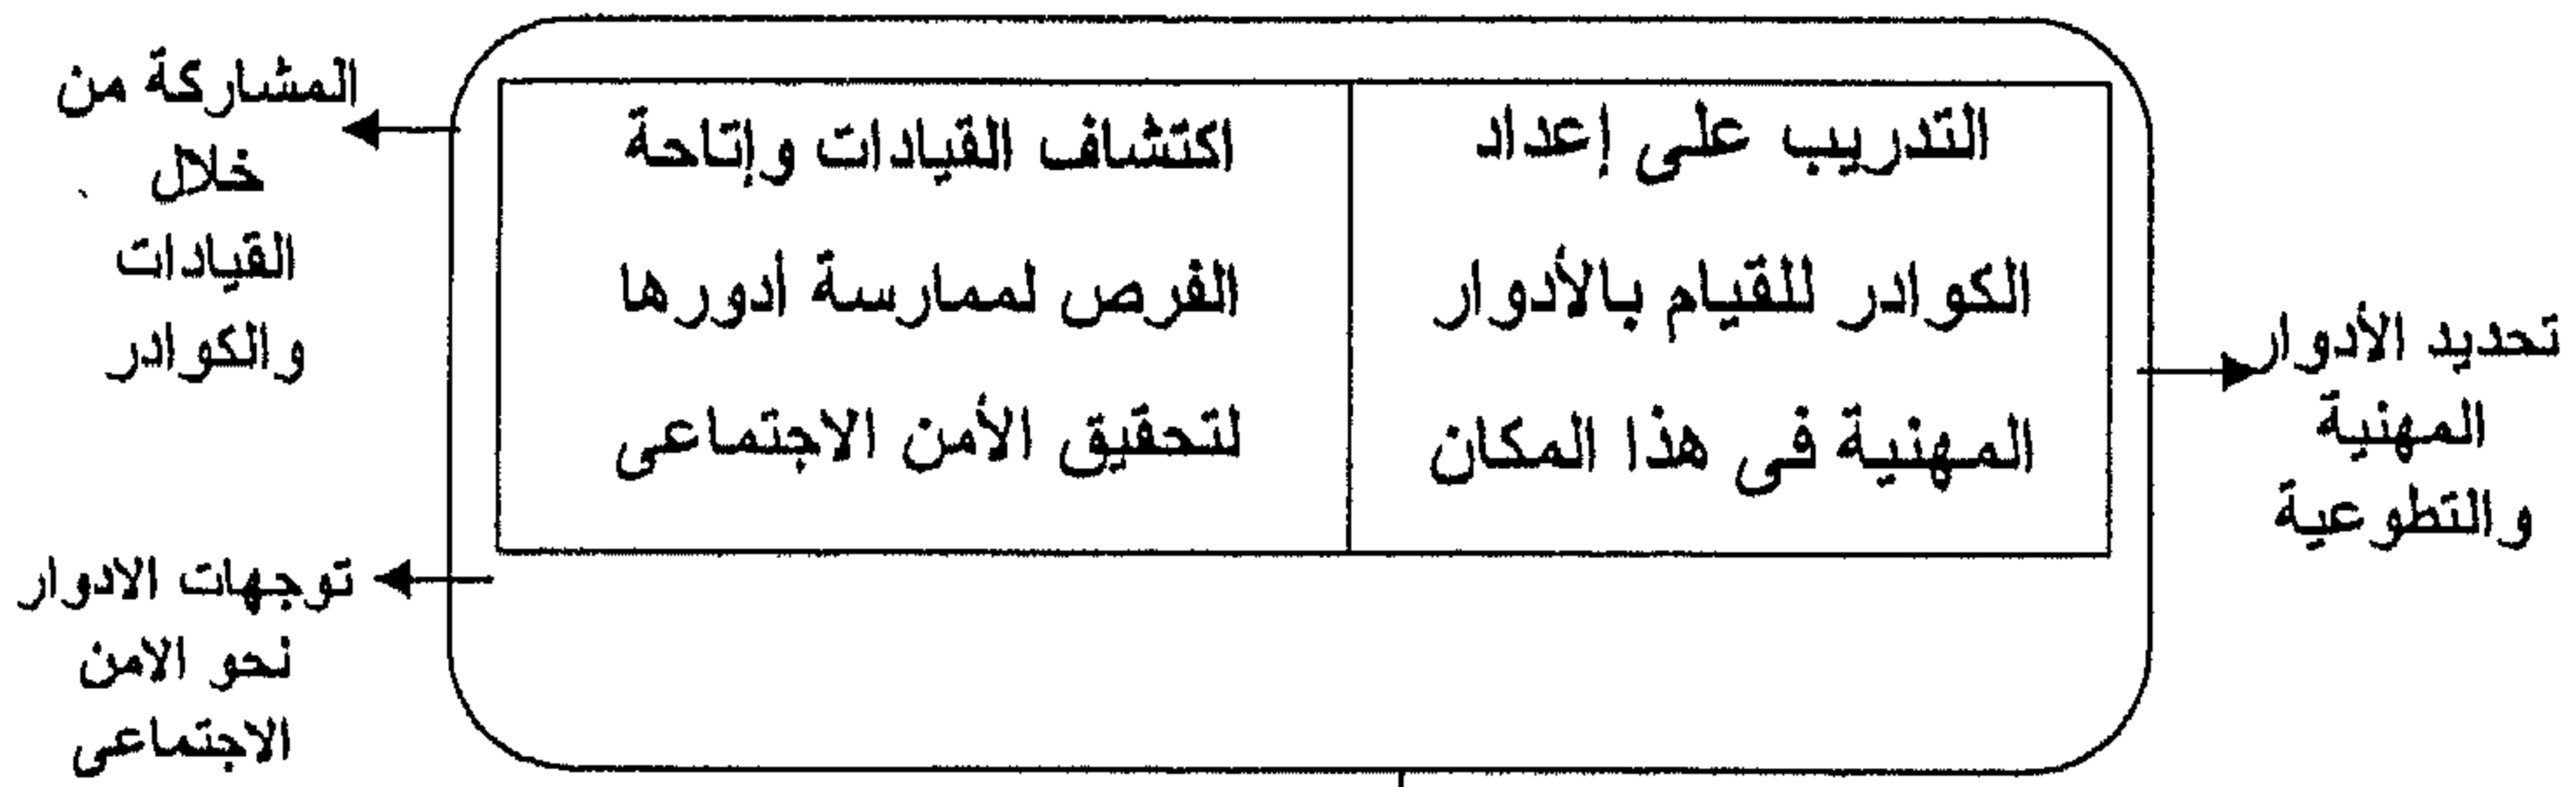 التدريب على إعداد
الكوادر للقيام بالأدوار
المهنية فى هذا المكان
اكتشاف القيادات وإتاحة
الفرص لممارسة أدورها
لتحقيق الأمن الاجتماعى
تحديد الأدوار
المهنية
والتطوعية
المشاركة من
خلال
القيادات
والكوادر
توجهات الادوار
نحو الامن
الاجتماعى